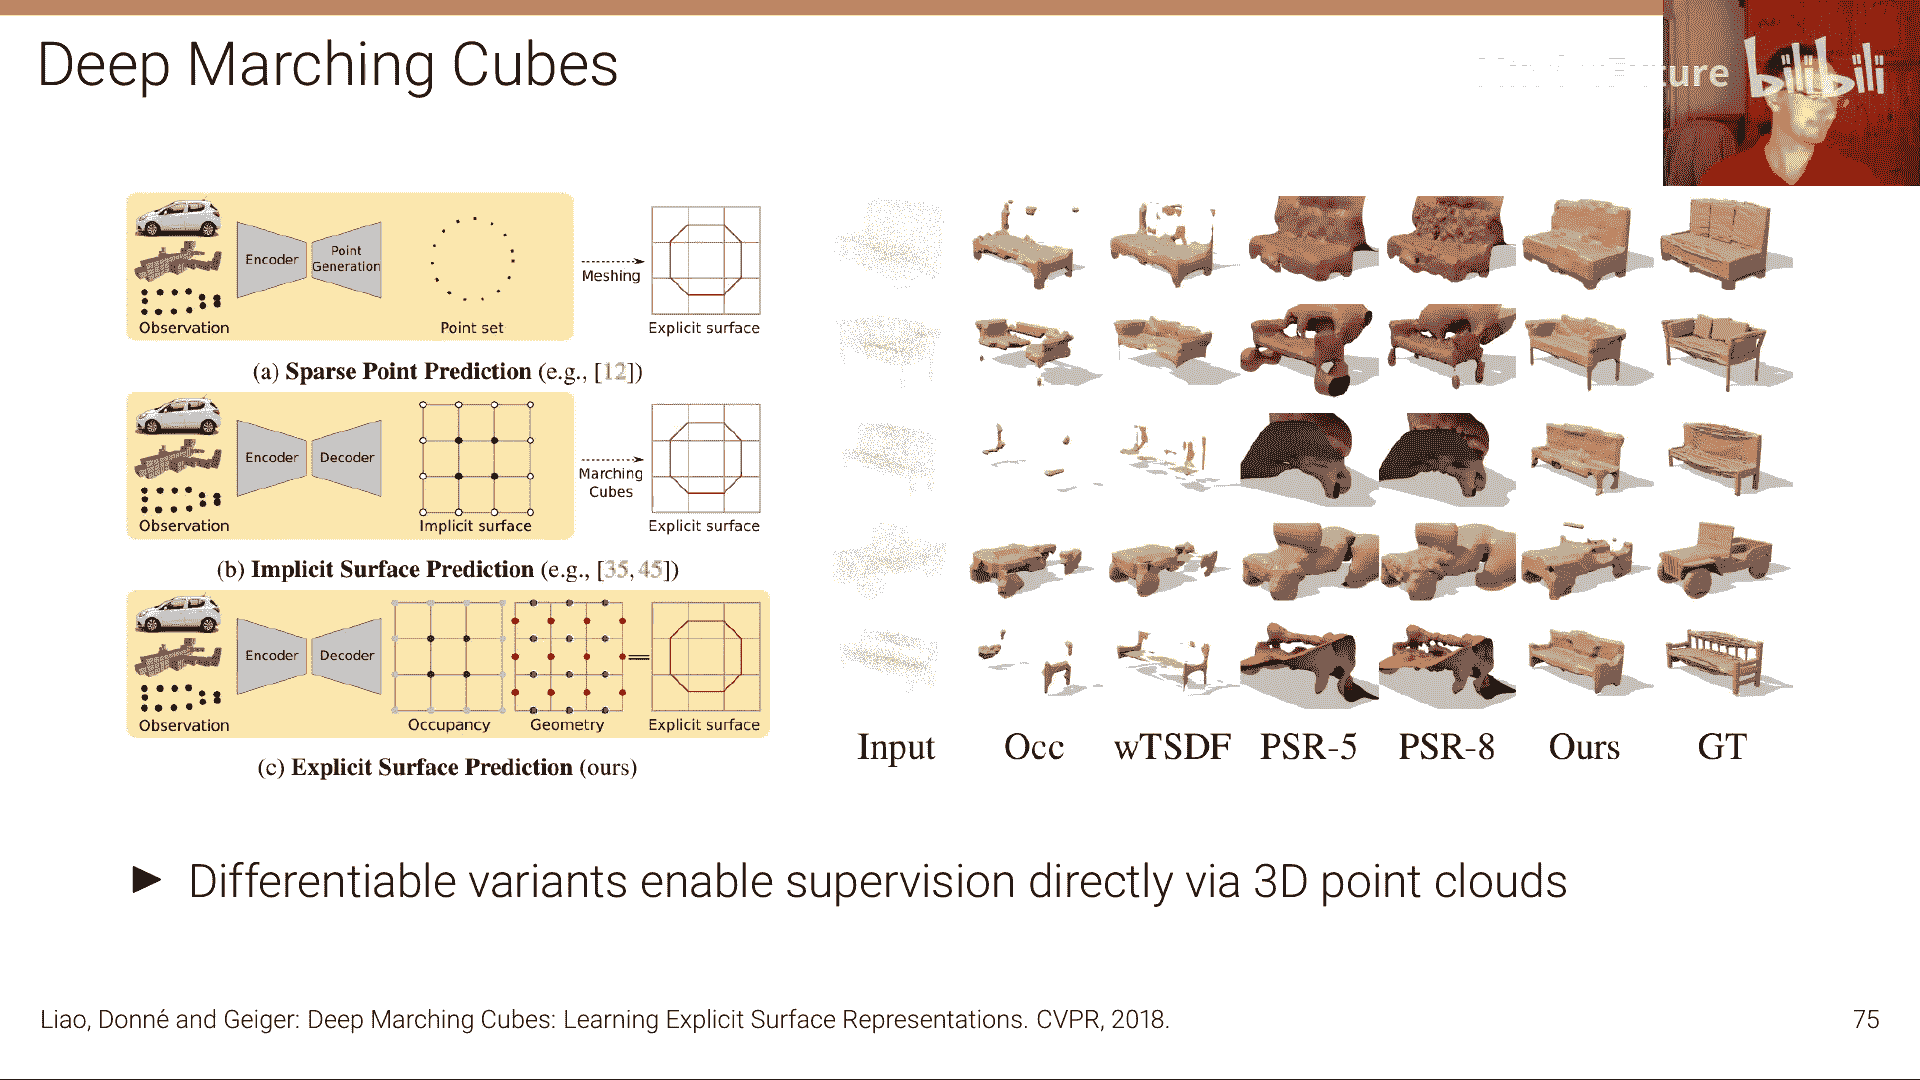 Deep Marching Cubes
ture bilibili
Encoder
Point Generation
Meshing
Observation
Point set
Explicit surface
(a) Sparse Point Prediction (e.g., [12])
Encoder
Decoder
Marching Cubes
Observation
Implicit surface
Explicit surface
(b) Implicit Surface Prediction (e.g., [35,45])
Encoder
Decoder
=
Observation
Occupancy
Geometry
Explicit surface
(c) Explicit Surface Prediction (ours)
Input Occ wTSDF PSR-5 PSR-8 Ours GT
► Differentiable variants enable supervision directly via 3D point clouds
Liao, Donné and Geiger: Deep Marching Cubes: Learning Explicit Surface Representations. CVPR, 2018.
75